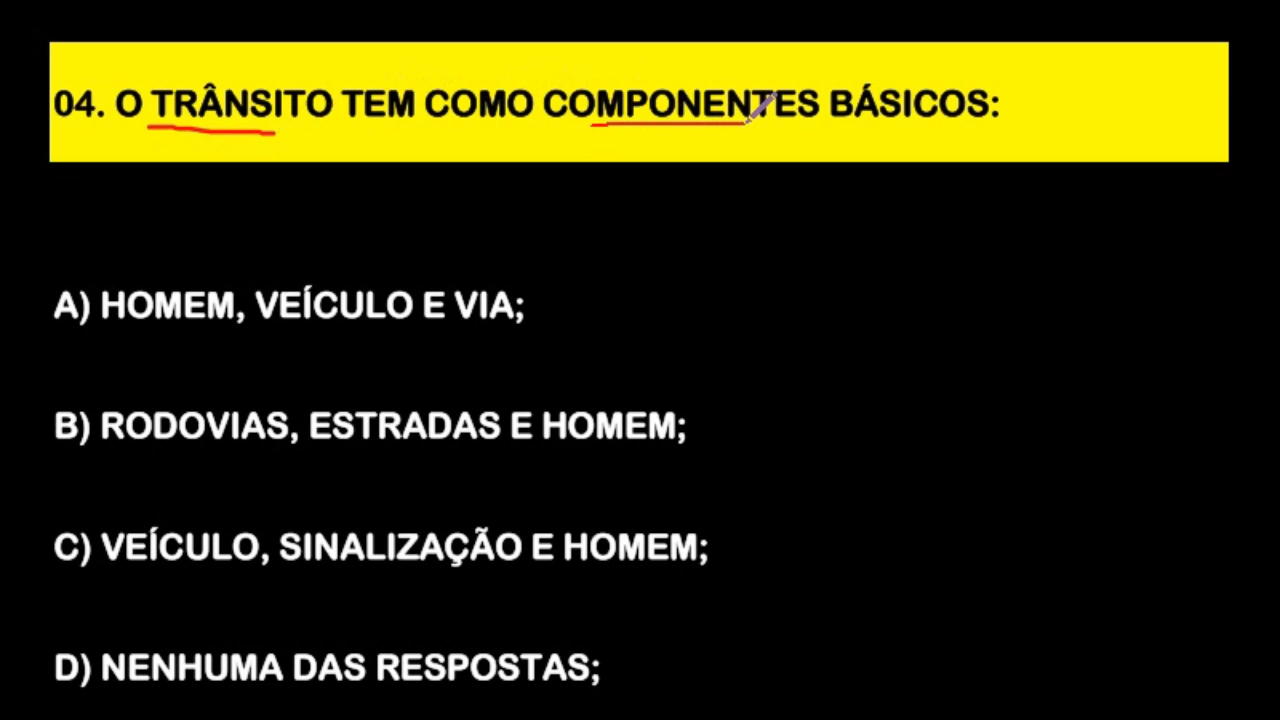 04. O TRÂNSITO TEM COMO COMPONENTES BÁSICOS:
A) HOMEM, VEÍCULO E VIA;
B) RODOVIAS, ESTRADAS E HOMEM;
C) VEÍCULO, SINALIZAÇÃO E HOMEM;
D) NENHUMA DAS RESPOSTAS;